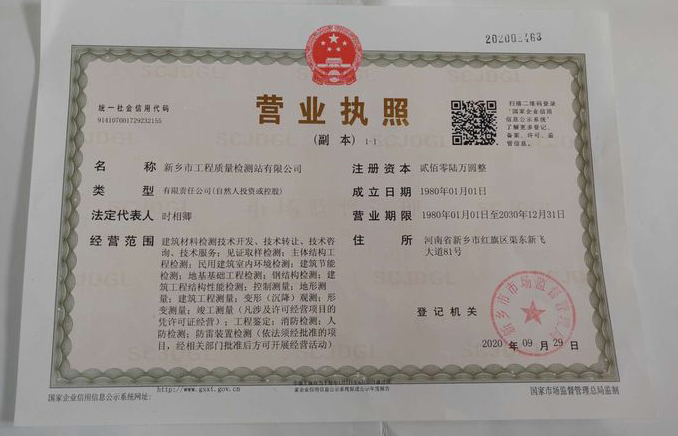 统一社会信用代码
914107001729232155
营业执照
(副 本) 1-1
扫描二维码登录
"国家企业信用
信息公示系统"
了解更多登记、
备案、许可、监
管信息。
名称 新乡市工程质量检测站有限公司
类型 有限责任公司(自然人投资或控股)
法定代表人 时相卿
经营范围 建筑材料检测技术开发、技术转让、技术咨
询、技术服务;见证取样检测;主体结构工
程检测;民用建筑室内环境检测;建筑节能
检测;地基基础工程检测;钢结构检测;建
筑工程结构性能检测;控制测量;地形测
量;建筑工程测量;变形(沉降)观测;形
变测量;竣工测量(凡涉及许可经营项目的
凭许可证经营);工程鉴定;消防检测;人
防检测;防雷装置检测(依法须经批准的项
目,经相关部门批准后方可开展经营活动)
注册资本 贰佰零陆万圆整
成立日期 1980年01月01日
营业期限 1980年01月01日至2030年12月31日
住所 河南省新乡市红旗区渠东新飞
大道81号
登记机关
新乡市市场监督管理局
2020 年 09 月 29 日
http://www.gsxt.gov.cn
国家企业信用信息公示系统网址:
国家市场监督管理总局监制